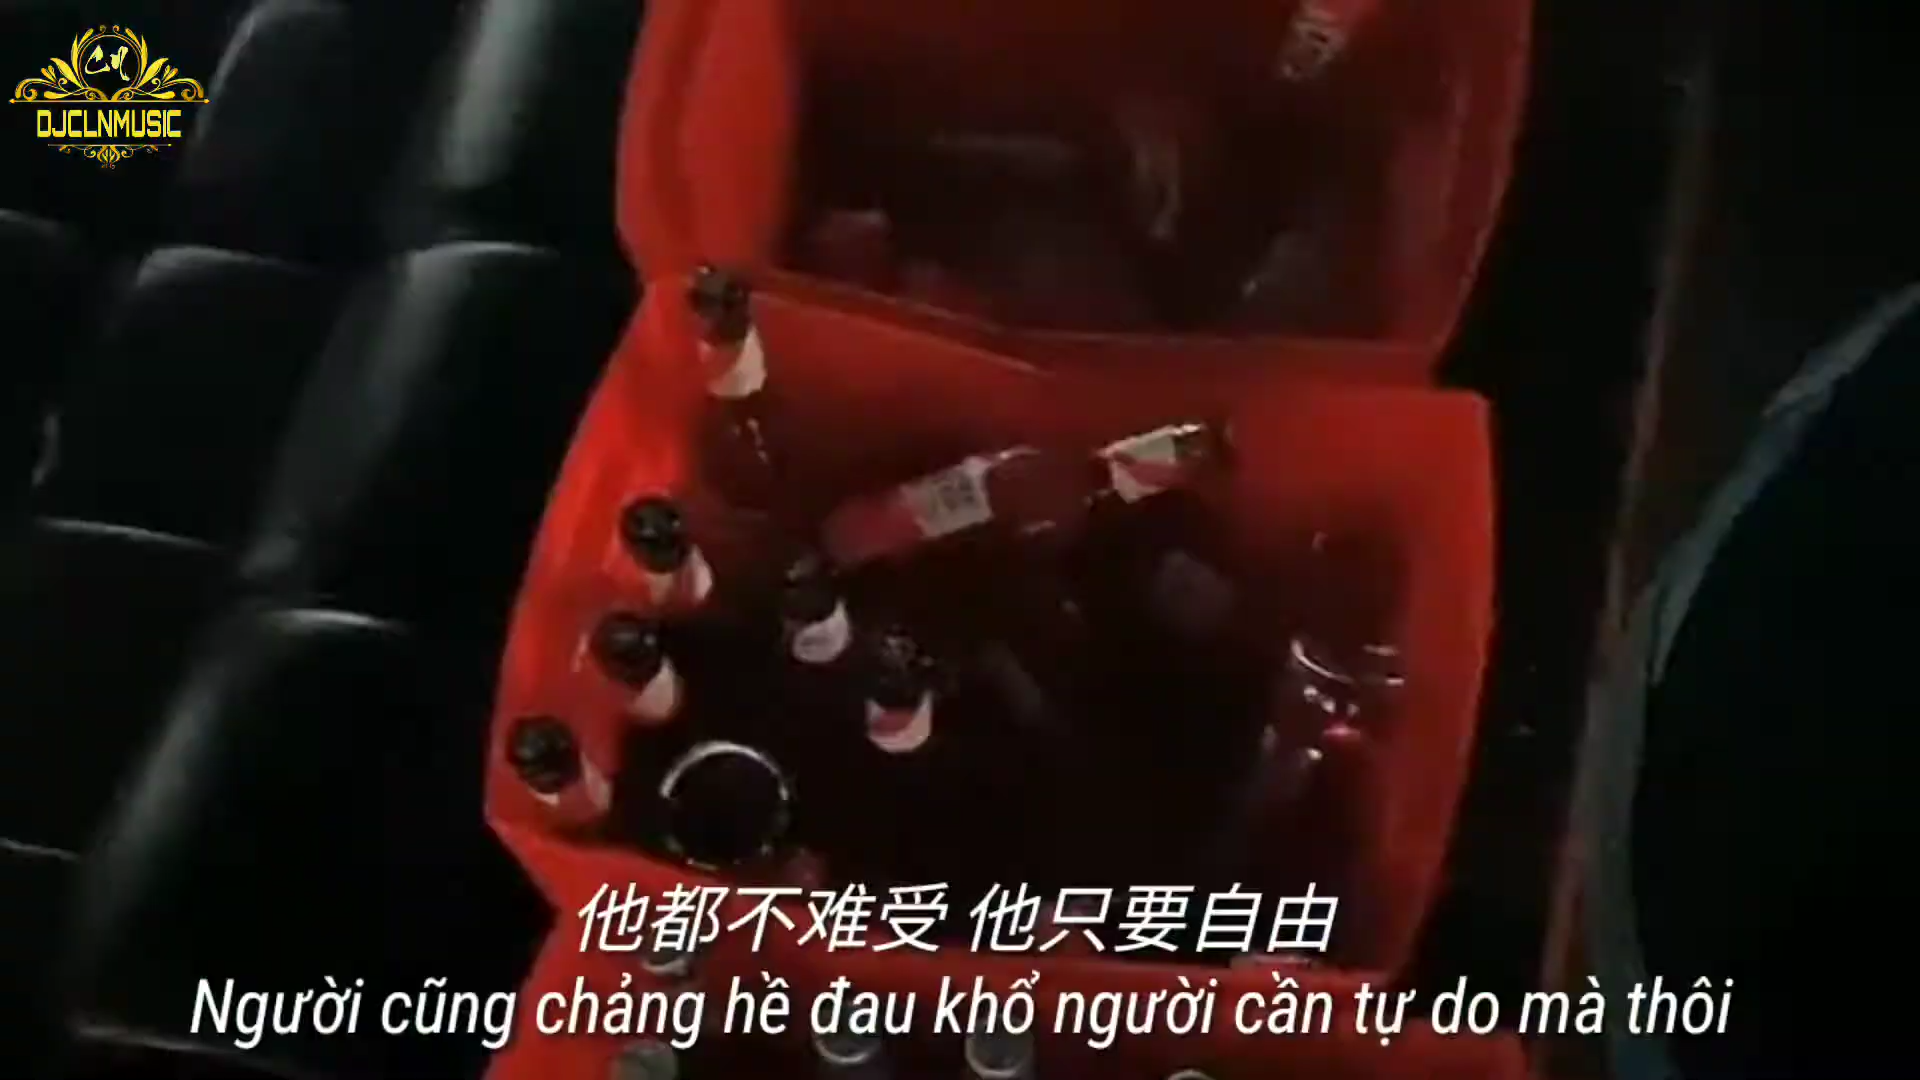 DJCLNMUSIC
他都不难受 他只要自由
Người cũng chẳng hề đau khổ người cần tự do mà thôi